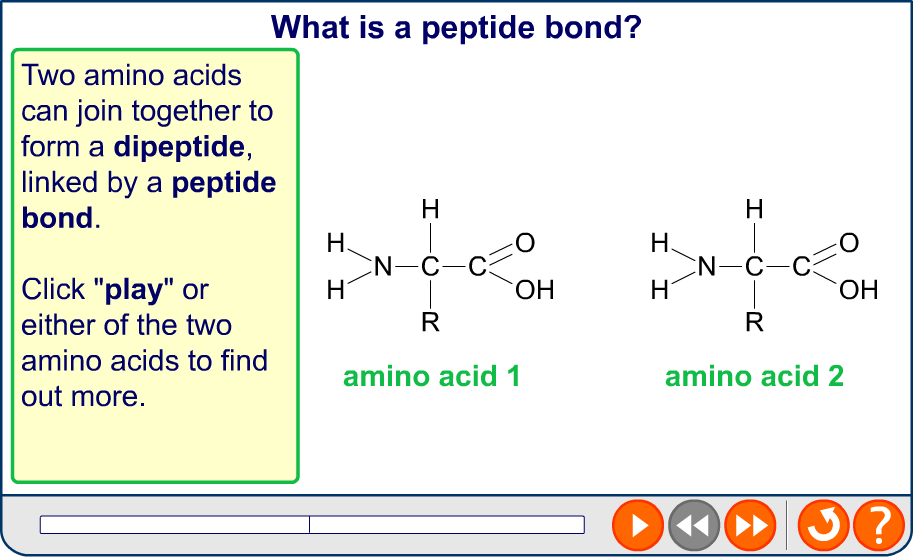 What is a peptide bond?
Two amino acids
can join together to
form a dipeptide,
linked by a peptide
bond.
Click "play" or
either of the two
amino acids to find
out more.
H
H
O
N
C
C
H
OH
R
amino acid 1
H
H
O
N
C
C
H
OH
R
amino acid 2
?